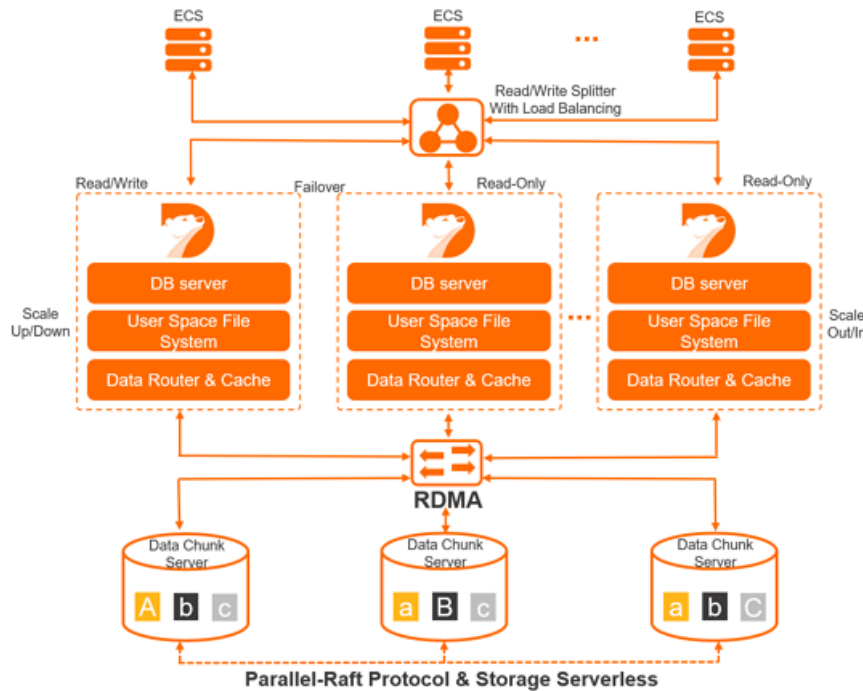 ECS
ECS
...
ECS
Read/Write Splitter
With Load Balancing
Read/Write
Failover
Read-Only
Read-Only
DB server
DB server
DB server
Scale
Up/Down
User Space File
System
User Space File
System
...
User Space File
System
Scale
Out/In
Data Router & Cache
Data Router & Cache
Data Router & Cache
RDMA
Data Chunk
Server
Data Chunk
Server
Data Chunk
Server
A b c
a B c
a b C
Parallel-Raft Protocol & Storage Serverless